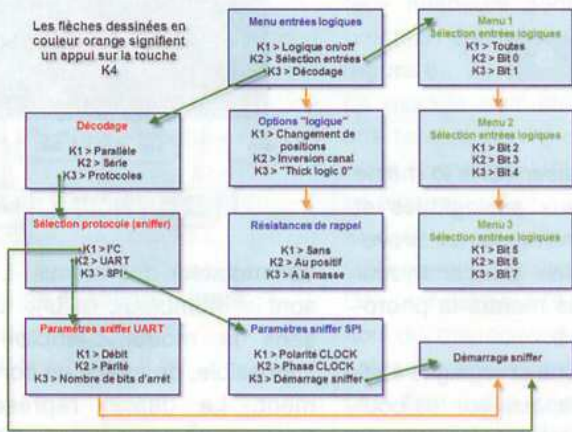 Les flèches dessinées en
couleur orange signifient
un appui sur la touche
K4
Menu entrées logiques
K1 > Logique on/off
K2 > Sélection entrées
K3 > Décodage
Menu 1
Sélection entrées logiques
K1 > Toutes
K2 > Bit 0
K3 > Bit 1
Décodage
K1 > Parallèle
K2 > Série
K3 > Protocoles
Options "logique"
K1 > Changement de
positions
K2 > Inversion canal
K3 > "Thick logic 0"
Menu 2
Sélection entrées logiques
K1 > Bit 2
K2 > Bit 3
K3 > Bit 4
Sélection protocole (sniffer)
K1 > I²C
K2 > UART
K3 > SPI
Résistances de rappel
K1 > Sans
K2 > Au positif
K3 > A la masse
Menu 3
Sélection entrées logiques
K1 > Bit 5
K2 > Bit 6
K3 > Bit 7
Paramètres sniffer UART
K1 > Débit
K2 > Parité
K3 > Nombre de bits d'arrêt
Paramètres sniffer SPI
K1 > Polarité CLOCK
K2 > Phase CLOCK
K3 > Démarrage sniffer
Démarrage sniffer